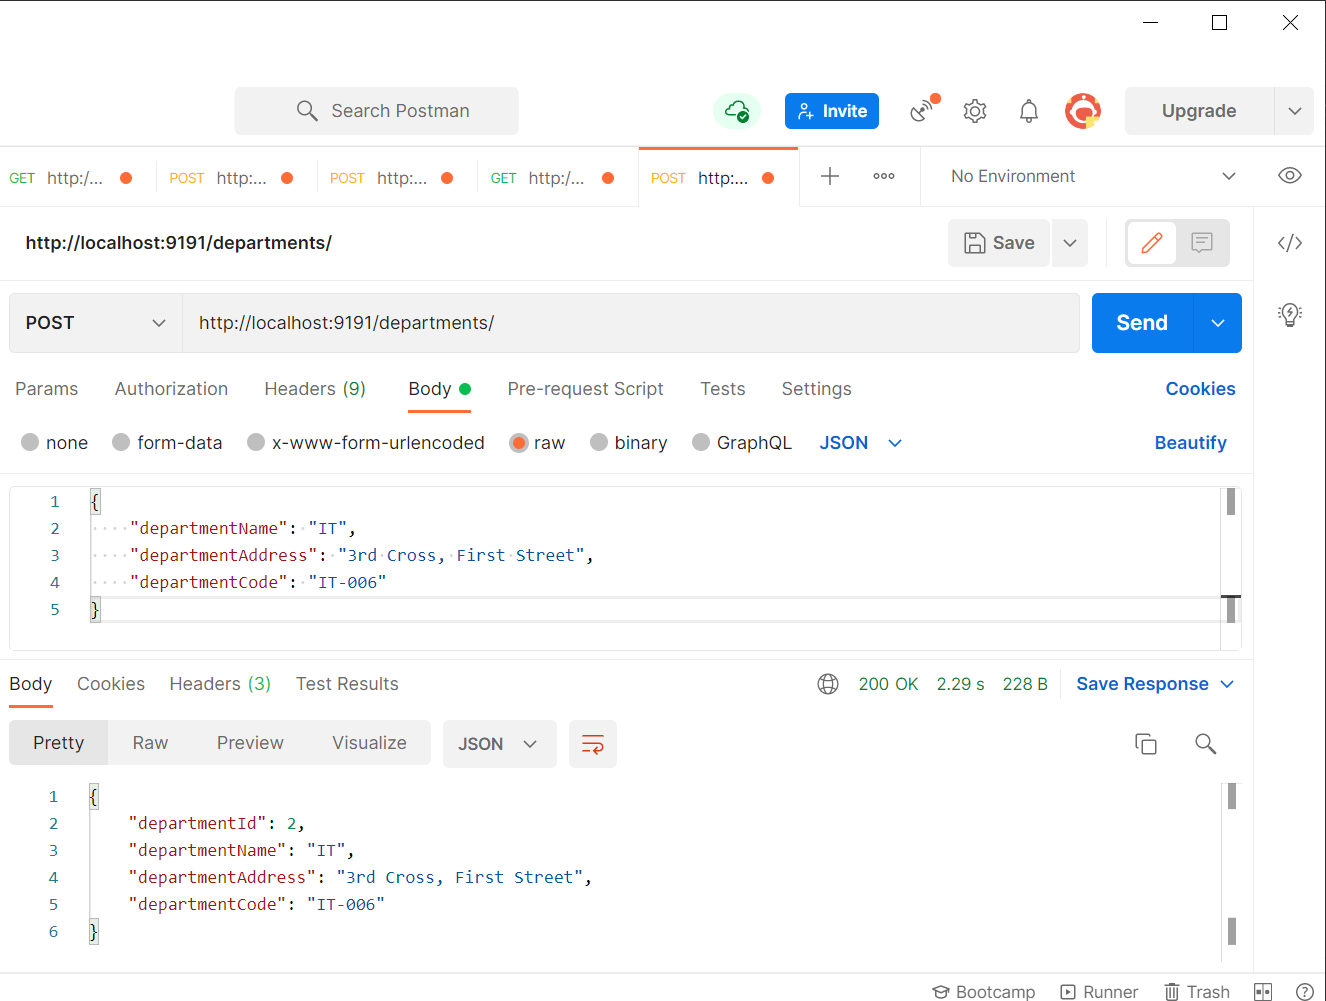 Search Postman
Invite
Upgrade
GET http:/...
POST http:...
POST http:...
GET http:/...
POST http:...
No Environment
http://localhost:9191/departments/
Save
POST http://localhost:9191/departments/
Send
Params Authorization Headers (9) Body Pre-request Script Tests Settings Cookies
none form-data x-www-form-urlencoded raw binary GraphQL JSON Beautify
1 {
2 "departmentName": "IT",
3 "departmentAddress": "3rd Cross, First Street",
4 "departmentCode": "IT-006"
5 }
Body Cookies Headers (3) Test Results 200 OK 2.29 s 228 B Save Response
Pretty Raw Preview Visualize JSON
1 {
2 "departmentId": 2,
3 "departmentName": "IT",
4 "departmentAddress": "3rd Cross, First Street",
5 "departmentCode": "IT-006"
6 }
Bootcamp Runner Trash